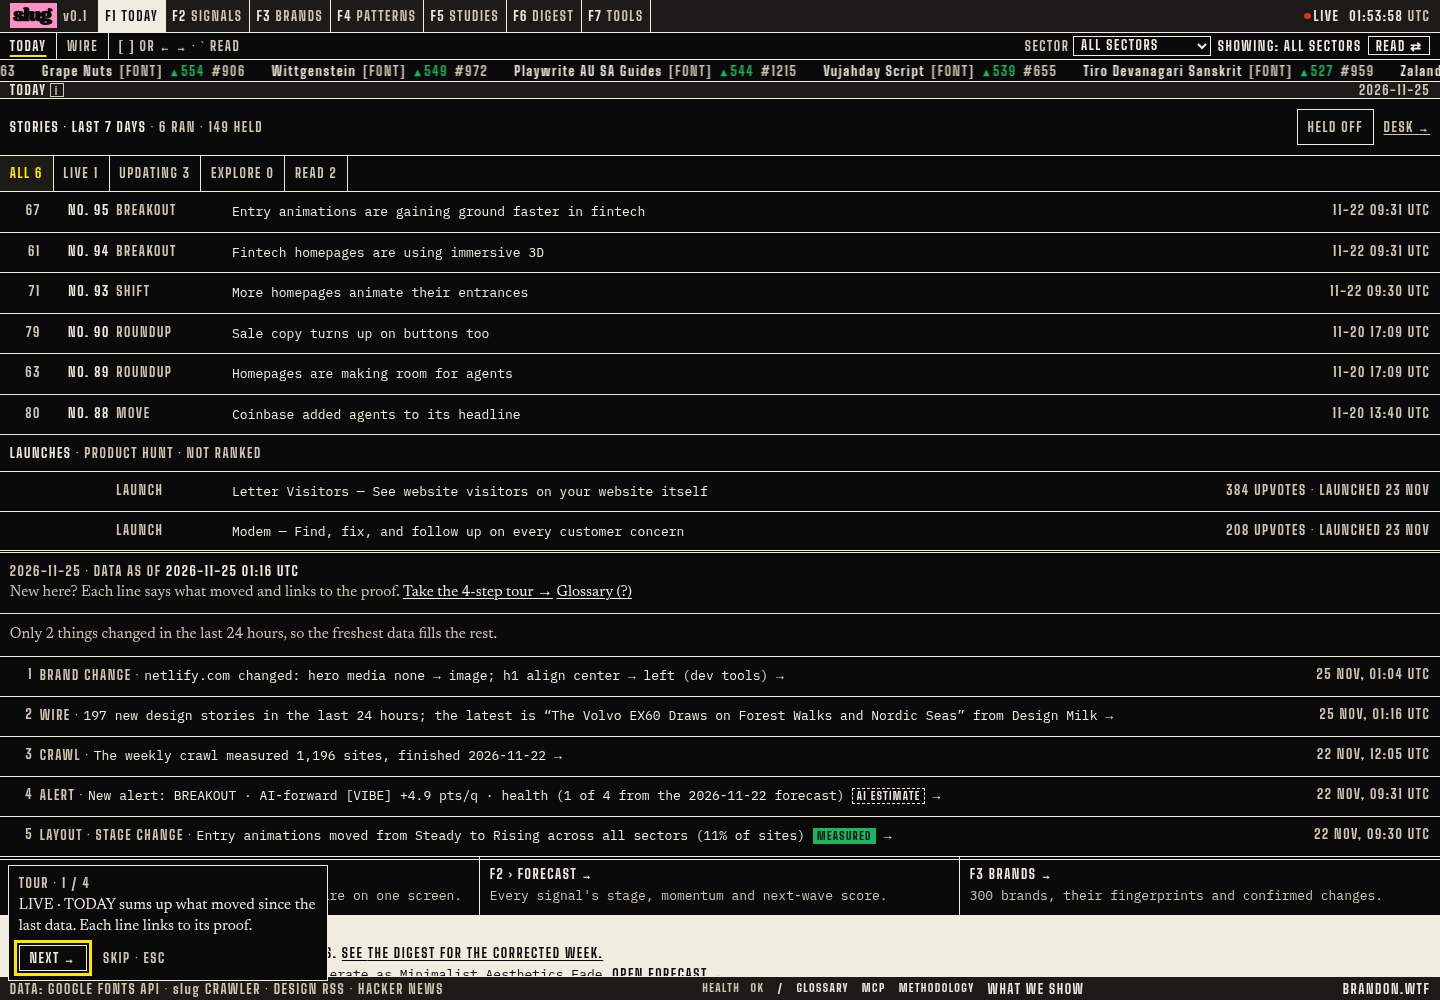 slug v0.1 F1 TODAY F2 SIGNALS F3 BRANDS F4 PATTERNS F5 STUDIES F6 DIGEST F7 TOOLS LIVE 01:53:58 UTC
TODAY WIRE [ ] OR ← → · ` READ SECTOR ALL SECTORS SHOWING: ALL SECTORS READ ⇄
63 Grape Nuts [FONT] ▲554 #906 Wittgenstein [FONT] ▲549 #972 Playwrite AU SA Guides [FONT] ▲544 #1215 Vujahday Script [FONT] ▲539 #655 Tiro Devanagari Sanskrit [FONT] ▲527 #959 Zaland
TODAY i 2026-11-25
STORIES · LAST 7 DAYS · 6 RAN · 149 HELD HELD OFF DESK →
ALL 6 LIVE 1 UPDATING 3 EXPLORE 0 READ 2
67 NO. 95 BREAKOUT Entry animations are gaining ground faster in fintech 11-22 09:31 UTC
61 NO. 94 BREAKOUT Fintech homepages are using immersive 3D 11-22 09:31 UTC
71 NO. 93 SHIFT More homepages animate their entrances 11-22 09:30 UTC
79 NO. 90 ROUNDUP Sale copy turns up on buttons too 11-20 17:09 UTC
63 NO. 89 ROUNDUP Homepages are making room for agents 11-20 17:09 UTC
80 NO. 88 MOVE Coinbase added agents to its headline 11-20 13:40 UTC
LAUNCHES · PRODUCT HUNT · NOT RANKED
LAUNCH Letter Visitors — See website visitors on your website itself 384 UPVOTES · LAUNCHED 23 NOV
LAUNCH Modem — Find, fix, and follow up on every customer concern 208 UPVOTES · LAUNCHED 23 NOV
2026-11-25 · DATA AS OF 2026-11-25 01:16 UTC
New here? Each line says what moved and links to the proof. Take the 4-step tour → Glossary (?)
Only 2 things changed in the last 24 hours, so the freshest data fills the rest.
1 BRAND CHANGE · netlify.com changed: hero media none → image; h1 align center → left (dev tools) → 25 NOV, 01:04 UTC
2 WIRE · 197 new design stories in the last 24 hours; the latest is “The Volvo EX60 Draws on Forest Walks and Nordic Seas” from Design Milk → 25 NOV, 01:16 UTC
3 CRAWL · The weekly crawl measured 1,196 sites, finished 2026-11-22 → 22 NOV, 12:05 UTC
4 ALERT · New alert: BREAKOUT · AI-forward [VIBE] +4.9 pts/q · health (1 of 4 from the 2026-11-22 forecast) AI ESTIMATE → 22 NOV, 09:31 UTC
5 LAYOUT · STAGE CHANGE · Entry animations moved from Steady to Rising across all sectors (11% of sites) MEASURED → 22 NOV, 09:30 UTC
F2 › FORECAST → F3 BRANDS →
re on one screen. Every signal's stage, momentum and next-wave score. 300 brands, their fingerprints and confirmed changes.
TOUR · 1 / 4
LIVE · TODAY sums up what moved since the
last data. Each line links to its proof.
NEXT → SKIP · ESC
S. SEE THE DIGEST FOR THE CORRECTED WEEK.
erate as Minimalist Aesthetics Fade OPEN FORECAST
DATA: GOOGLE FONTS API · slug CRAWLER · DESIGN RSS · HACKER NEWS HEALTH OK / GLOSSARY MCP METHODOLOGY WHAT WE SHOW BRANDON.WTF